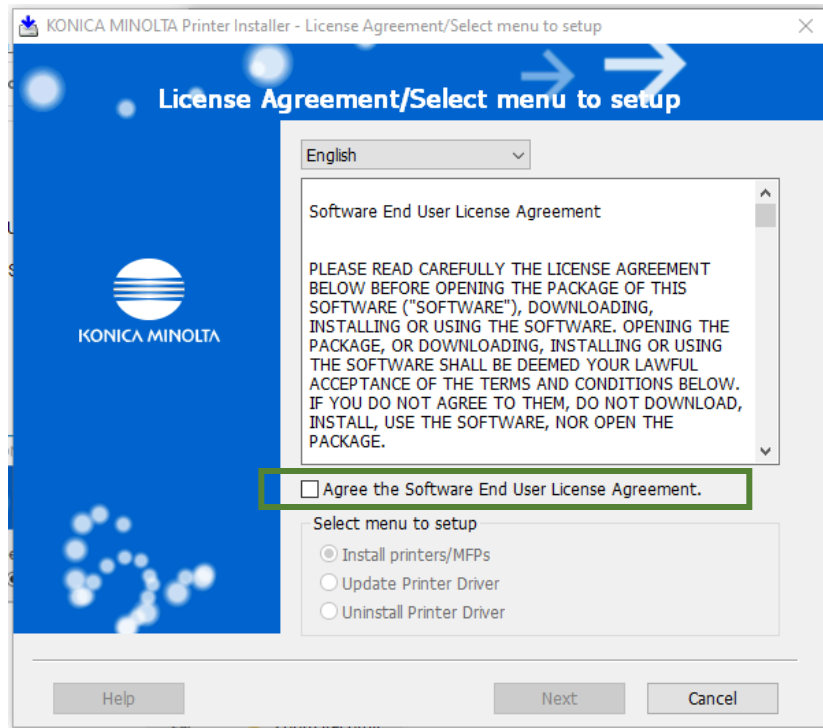 KONICA MINOLTA Printer Installer - License Agreement/Select menu to setup
License Agreement/Select menu to setup
English
Software End User License Agreement
PLEASE READ CAREFULLY THE LICENSE AGREEMENT
BELOW BEFORE OPENING THE PACKAGE OF THIS
SOFTWARE ("SOFTWARE"), DOWNLOADING,
INSTALLING OR USING THE SOFTWARE. OPENING THE
PACKAGE, OR DOWNLOADING, INSTALLING OR USING
THE SOFTWARE SHALL BE DEEMED YOUR LAWFUL
ACCEPTANCE OF THE TERMS AND CONDITIONS BELOW.
IF YOU DO NOT AGREE TO THEM, DO NOT DOWNLOAD,
INSTALL, USE THE SOFTWARE, NOR OPEN THE
PACKAGE.
KONICA MINOLTA
Agree the Software End User License Agreement.
Select menu to setup
Install printers/MFPs
Update Printer Driver
Uninstall Printer Driver
Help
Next
Cancel